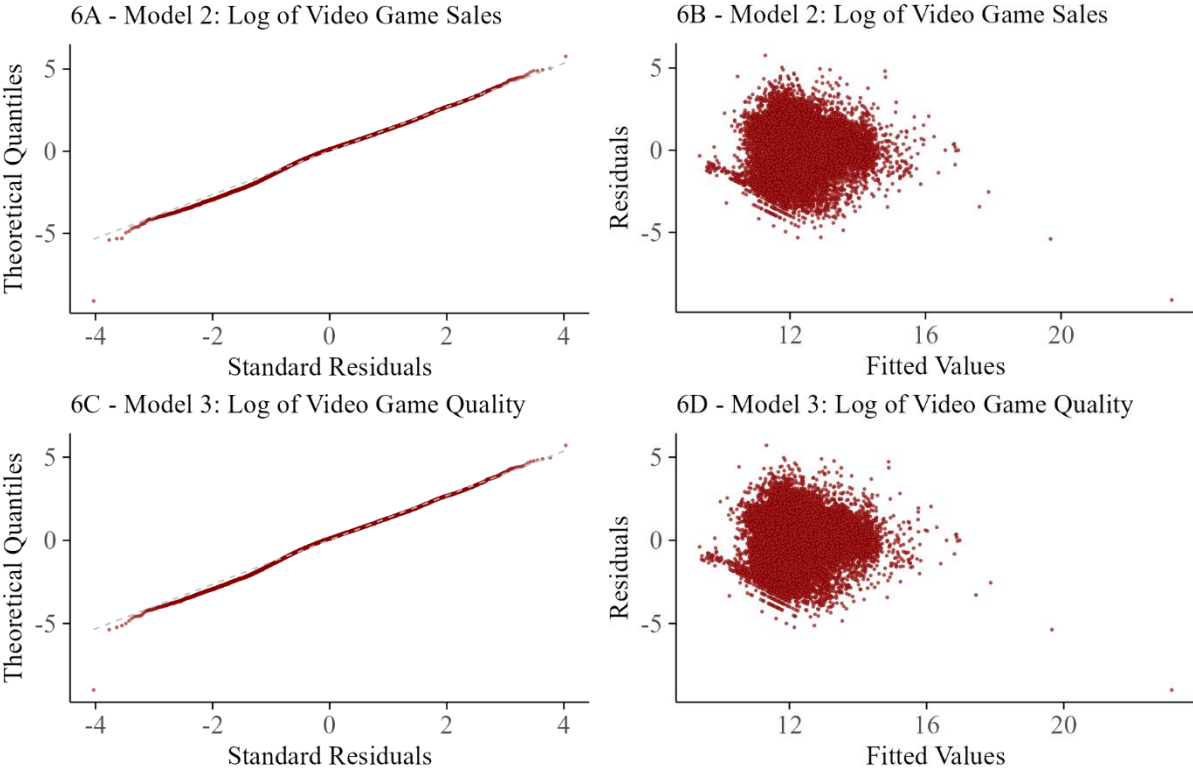 6A - Model 2: Log of Video Game Sales
Theoretical Quantiles
5
0
-5
-4
-2
0
2
4
Standard Residuals
6B - Model 2: Log of Video Game Sales
Residuals
5
0
-5
12
16
20
Fitted Values
6C - Model 3: Log of Video Game Quality
Theoretical Quantiles
5
0
-5
-4
-2
0
2
4
Standard Residuals
6D - Model 3: Log of Video Game Quality
Residuals
5
0
-5
12
16
20
Fitted Values